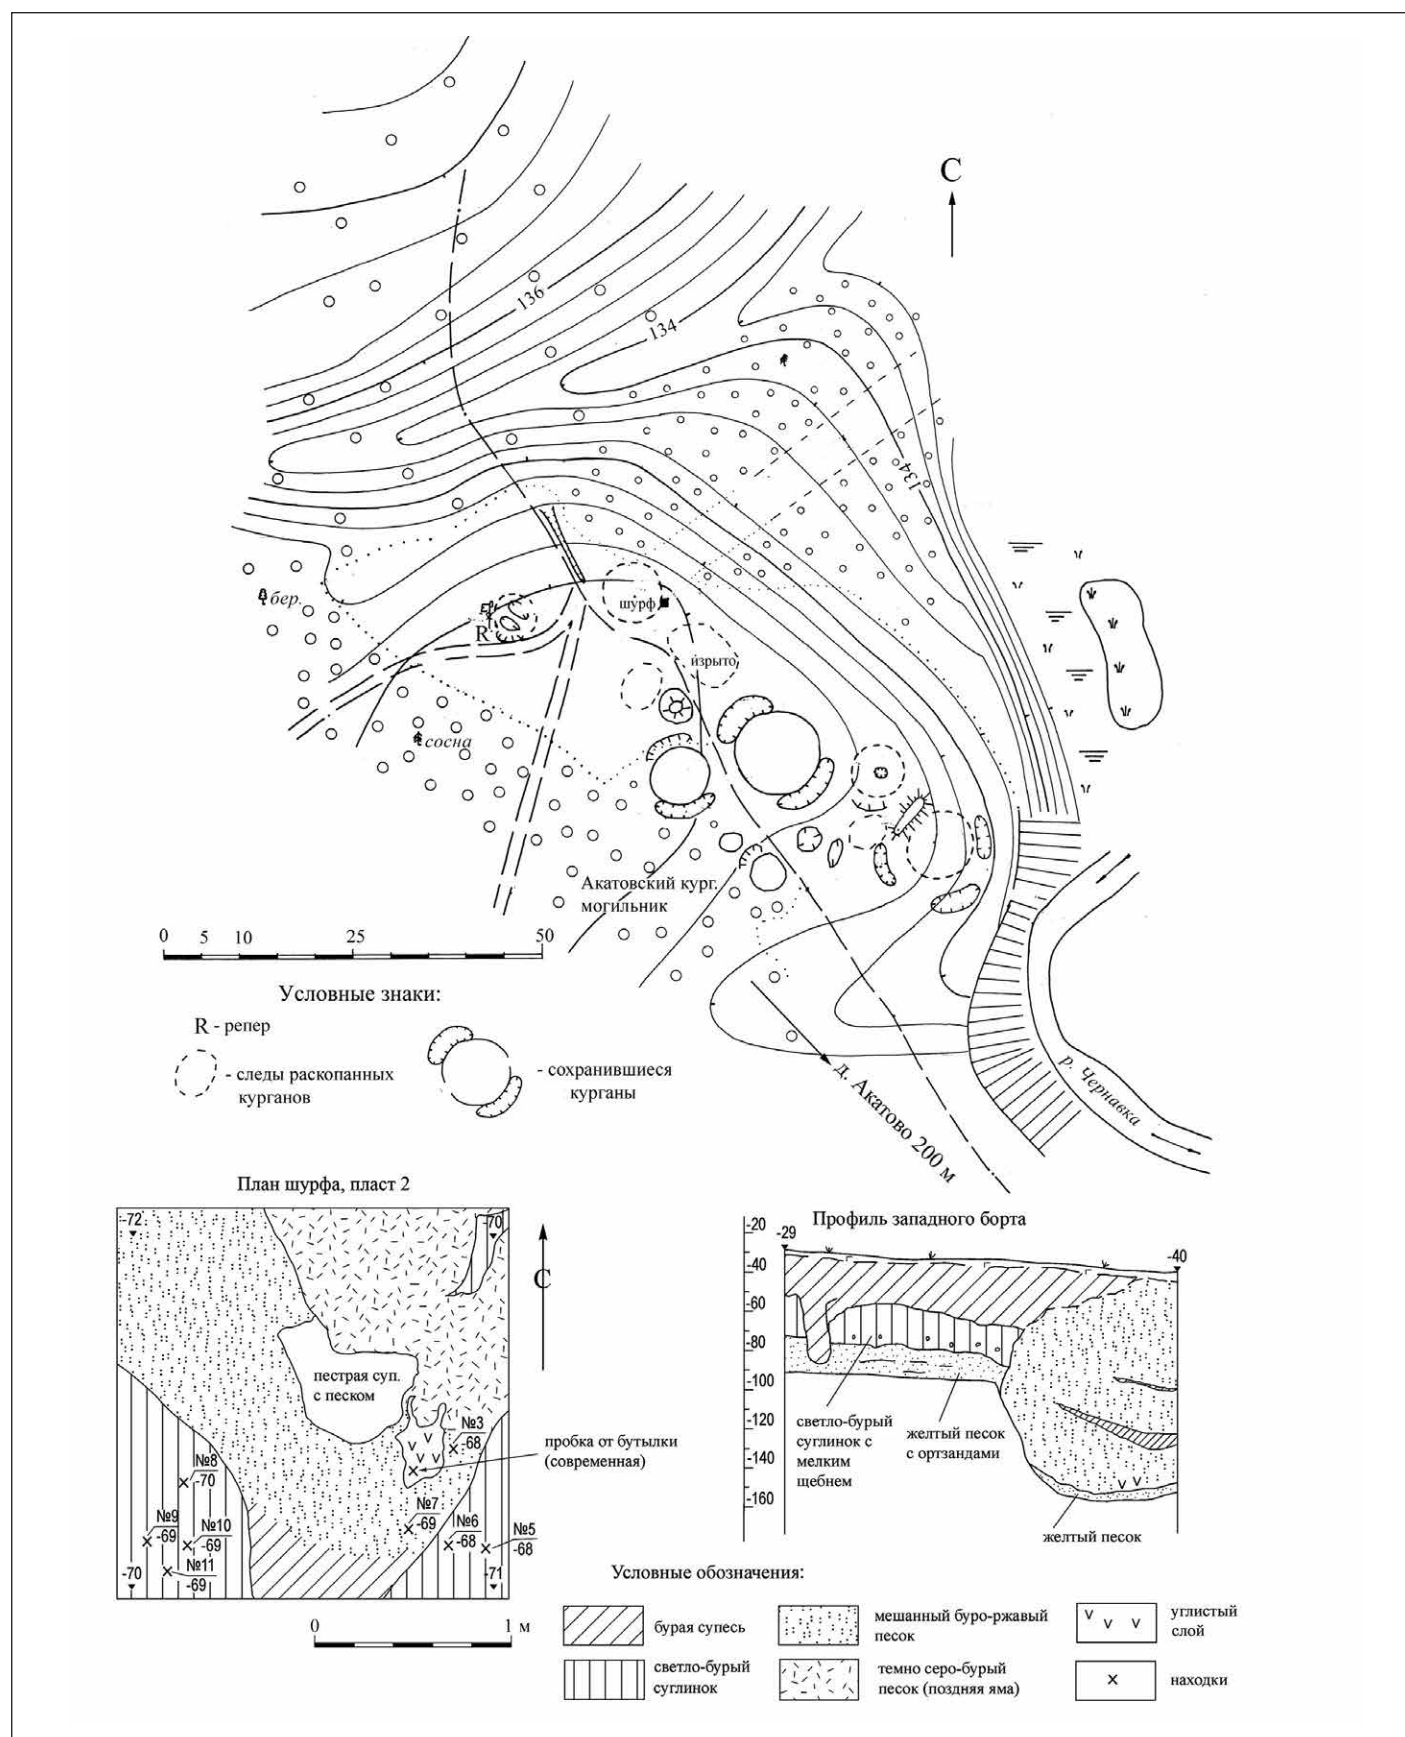 С
136
134
134
бер.
R
шурф
изрыто
сосна
Акатовский кург.
могильник
0 5 10 25 50
Условные знаки:
R - репер
- следы раскопанных
курганов
- сохранившиеся
курганы
д. Акатово 200 м
р. Чернавка
План шурфа, пласт 2
-72
-70
С
пестрая суп.
с песком
№3
-68
пробка от бутылки
(современная)
№8
-70
№9
-69
№10
-69
№11
-69
№7
-69
№6
-68
№5
-68
-70
-71
0 1 м
Профиль западного борта
-20
-40
-60
-80
-100
-120
-140
-160
-29
-40
светло-бурый
суглинок с
мелким
щебнем
желтый песок
с ортзандами
желтый песок
Условные обозначения:
бурая супесь
мешанный буро-ржавый
песок
углистый
слой
светло-бурый
суглинок
темно серо-бурый
песок (поздняя яма)
находки